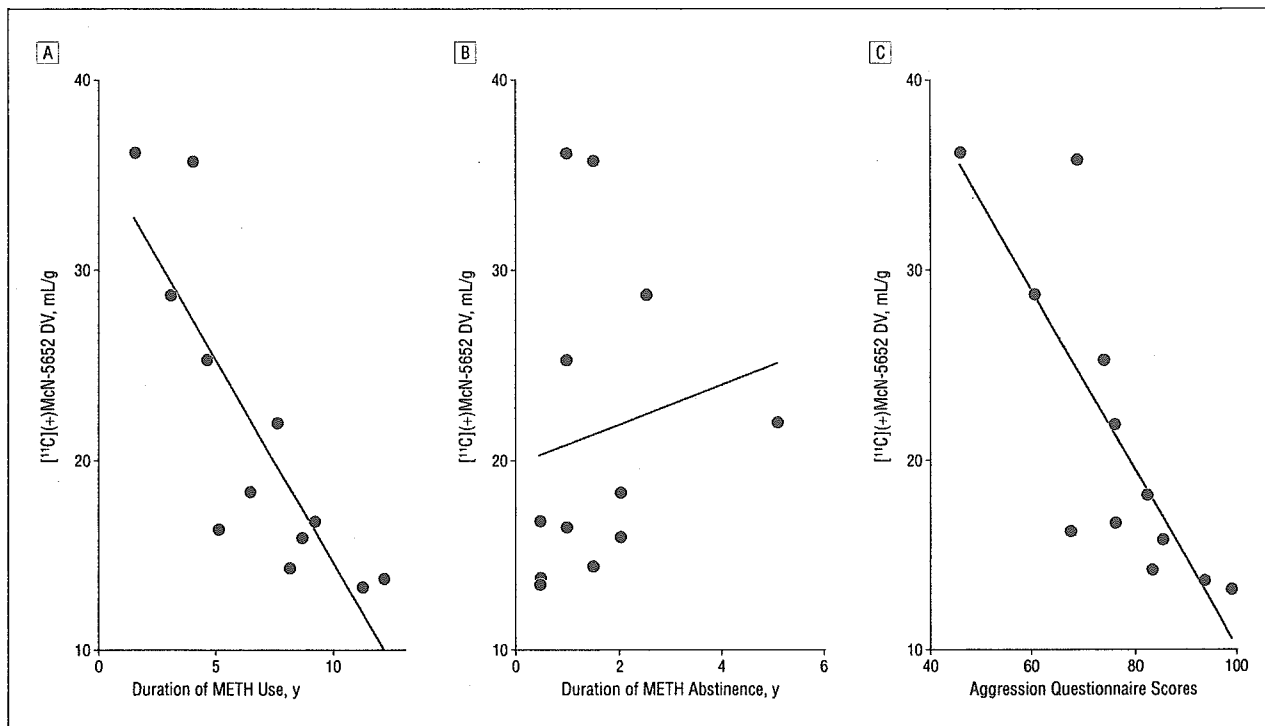 A
40
30
20
10
[¹¹C](+)McN-5652 DV, mL/g
0
5
10
Duration of METH Use, y
B
40
30
20
10
[¹¹C](+)McN-5652 DV, mL/g
0
2
4
6
Duration of METH Abstinence, y
C
40
30
20
10
[¹¹C](+)McN-5652 DV, mL/g
40
60
80
100
Aggression Questionnaire Scores